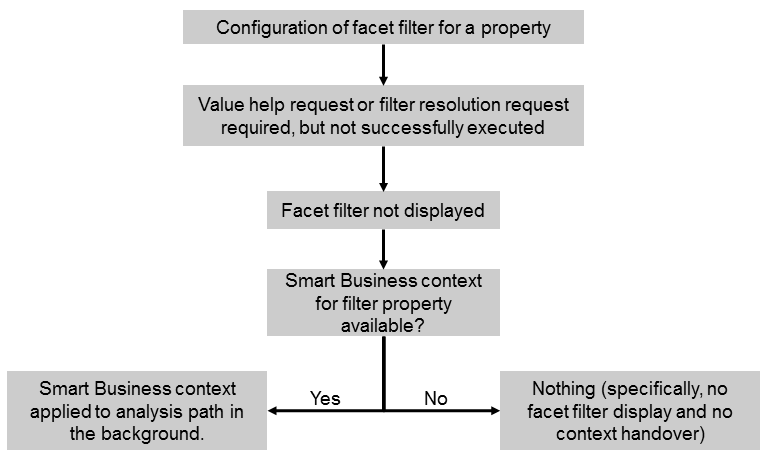 Configuration of facet filter for a property
Value help request or filter resolution request
required, but not successfully executed
Facet filter not displayed
Smart Business context
for filter property
available?
Yes
No
Smart Business context
applied to analysis path in
the background.
Nothing (specifically, no
facet filter display and no
context handover)